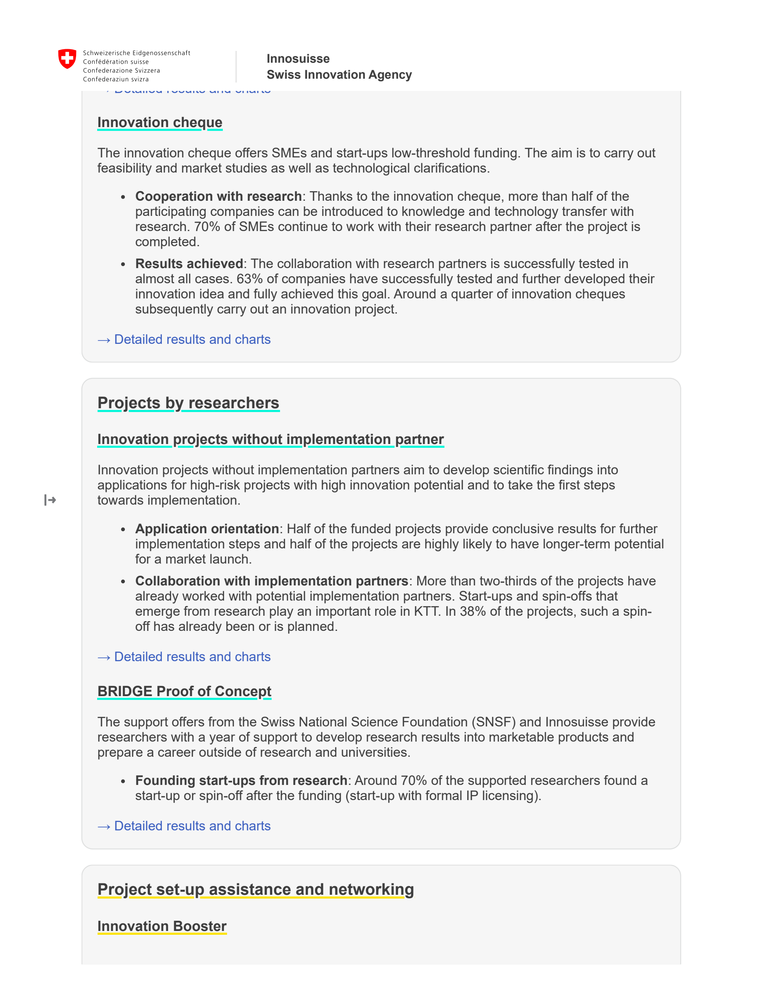 Schweizerische Eidgenossenschaft
Confédération suisse
Confederazione Svizzera
Confederaziun svizra
Innosuisse
Swiss Innovation Agency
→ Detailed results and charts
Innovation cheque
The innovation cheque offers SMEs and start-ups low-threshold funding. The aim is to carry out
feasibility and market studies as well as technological clarifications.
• Cooperation with research: Thanks to the innovation cheque, more than half of the
participating companies can be introduced to knowledge and technology transfer with
research. 70% of SMEs continue to work with their research partner after the project is
completed.
• Results achieved: The collaboration with research partners is successfully tested in
almost all cases. 63% of companies have successfully tested and further developed their
innovation idea and fully achieved this goal. Around a quarter of innovation cheques
subsequently carry out an innovation project.
→ Detailed results and charts
Projects by researchers
Innovation projects without implementation partner
Innovation projects without implementation partners aim to develop scientific findings into
applications for high-risk projects with high innovation potential and to take the first steps
towards implementation.
• Application orientation: Half of the funded projects provide conclusive results for further
implementation steps and half of the projects are highly likely to have longer-term potential
for a market launch.
• Collaboration with implementation partners: More than two-thirds of the projects have
already worked with potential implementation partners. Start-ups and spin-offs that
emerge from research play an important role in KTT. In 38% of the projects, such a spin-
off has already been or is planned.
→ Detailed results and charts
BRIDGE Proof of Concept
The support offers from the Swiss National Science Foundation (SNSF) and Innosuisse provide
researchers with a year of support to develop research results into marketable products and
prepare a career outside of research and universities.
• Founding start-ups from research: Around 70% of the supported researchers found a
start-up or spin-off after the funding (start-up with formal IP licensing).
→ Detailed results and charts
Project set-up assistance and networking
Innovation Booster